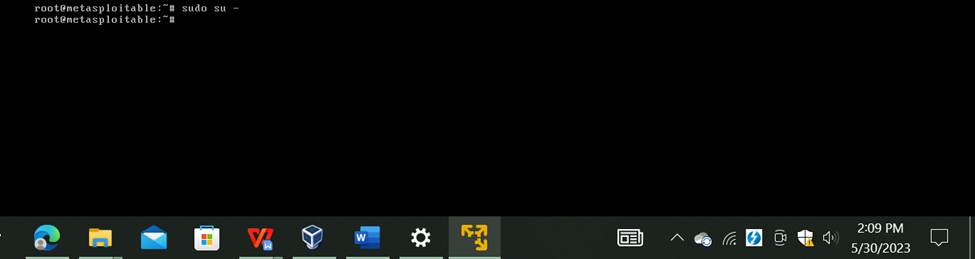 root@metasploitable:~# sudo su -
root@metasploitable:~#
2:09 PM
5/30/2023